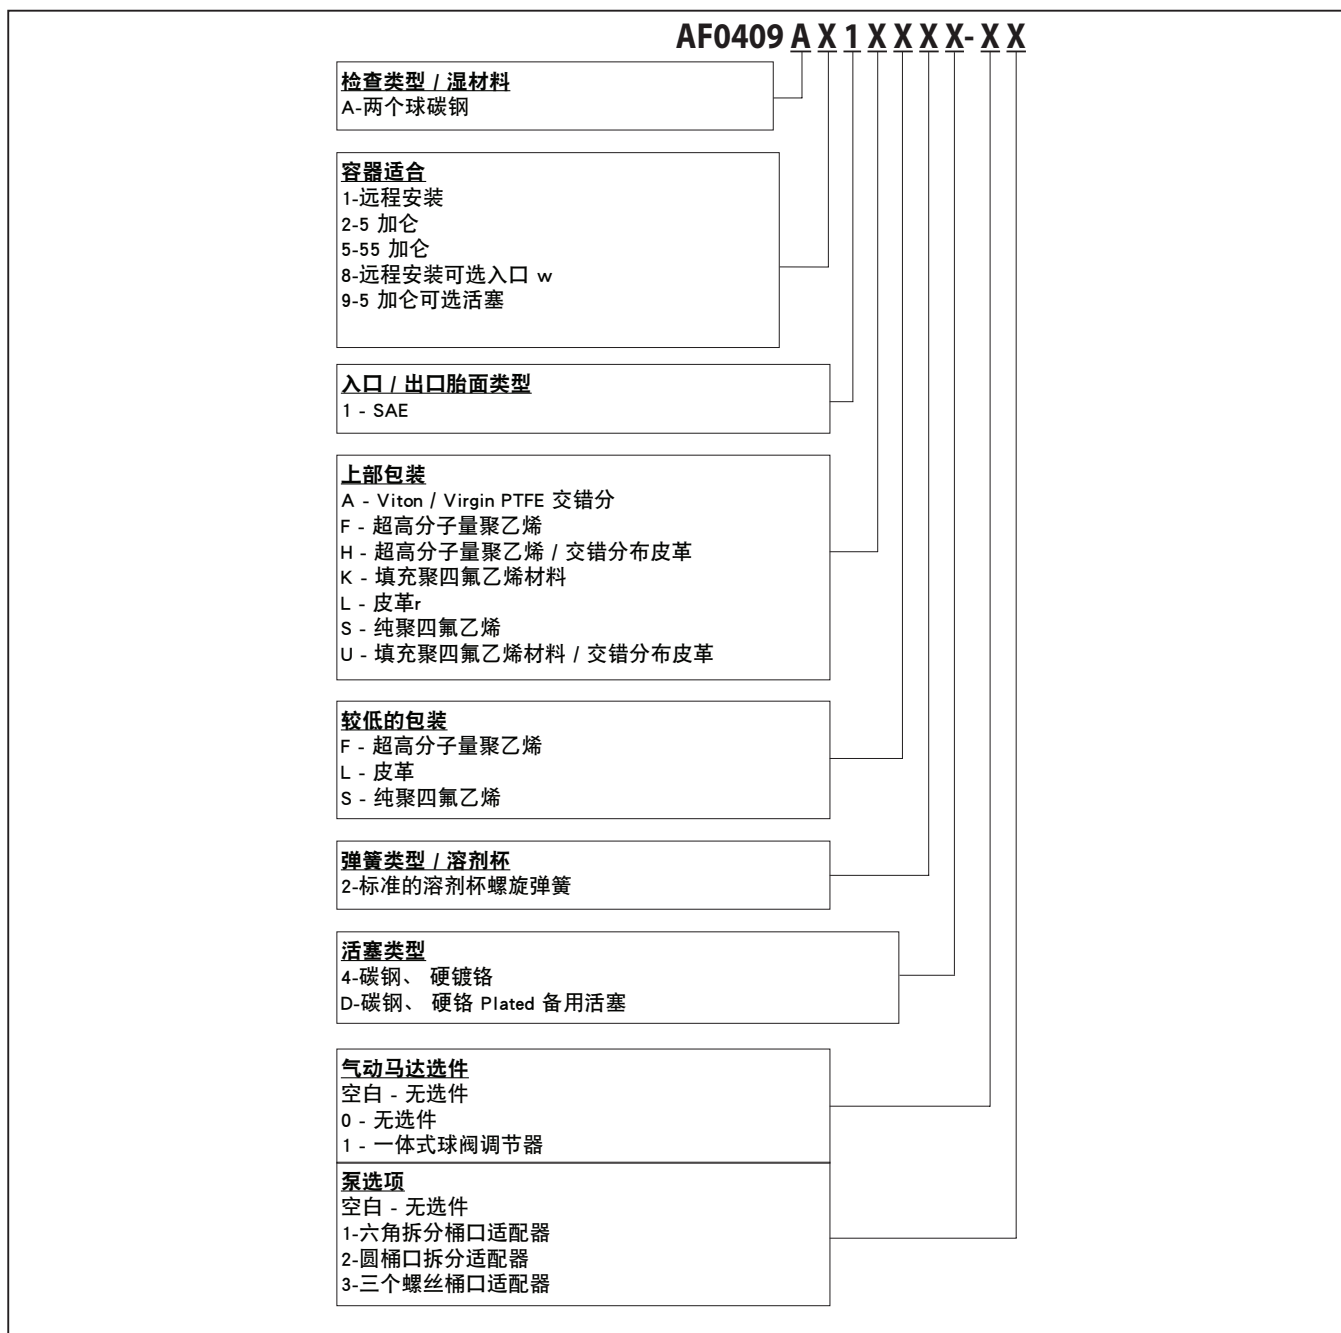 AF0409 A X 1 X X X X- X X
检查类型 / 湿材料
A-两个球碳钢
容器适合
1-远程安装
2-5 加仑
5-55 加仑
8-远程安装可选入口 w
9-5 加仑可选活塞
入口 / 出口胎面类型
1 - SAE
上部包装
A - Viton / Virgin PTFE 交错分
F - 超高分子量聚乙烯
H - 超高分子量聚乙烯 / 交错分布皮革
K - 填充聚四氟乙烯材料
L - 皮革r
S - 纯聚四氟乙烯
U - 填充聚四氟乙烯材料 / 交错分布皮革
较低的包装
F - 超高分子量聚乙烯
L - 皮革
S - 纯聚四氟乙烯
弹簧类型 / 溶剂杯
2-标准的溶剂杯螺旋弹簧
活塞类型
4-碳钢、 硬镀铬
D-碳钢、 硬铬 Plated 备用活塞
气动马达选件
空白 - 无选件
0 - 无选件
1 - 一体式球阀调节器
泵选项
空白 - 无选件
1-六角拆分桶口适配器
2-圆桶口拆分适配器
3-三个螺丝桶口适配器